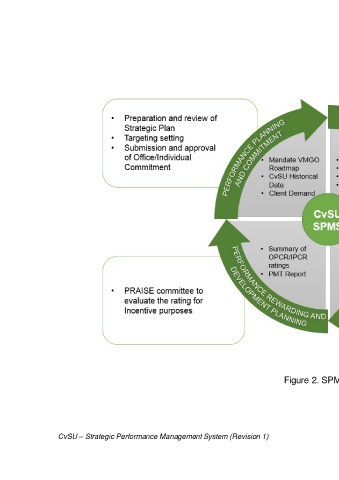 • Preparation and review of
Strategic Plan
• Targeting setting
• Submission and approval
of Office/Individual
Commitment
PERFORMANCE PLANNING
AND COMMITMENT
• Mandate VMGO
Roadmap
• CvSU Historical
Data
• Client Demand
CvSU
SPMS
• Summary of
OPCR/IPCR
ratings
• PMT Report
PERFORMANCE REWARDING AND
DEVELOPMENT PLANNING
• PRAISE committee to
evaluate the rating for
Incentive purposes
Figure 2. SPM
CvSU – Strategic Performance Management System (Revision 1)